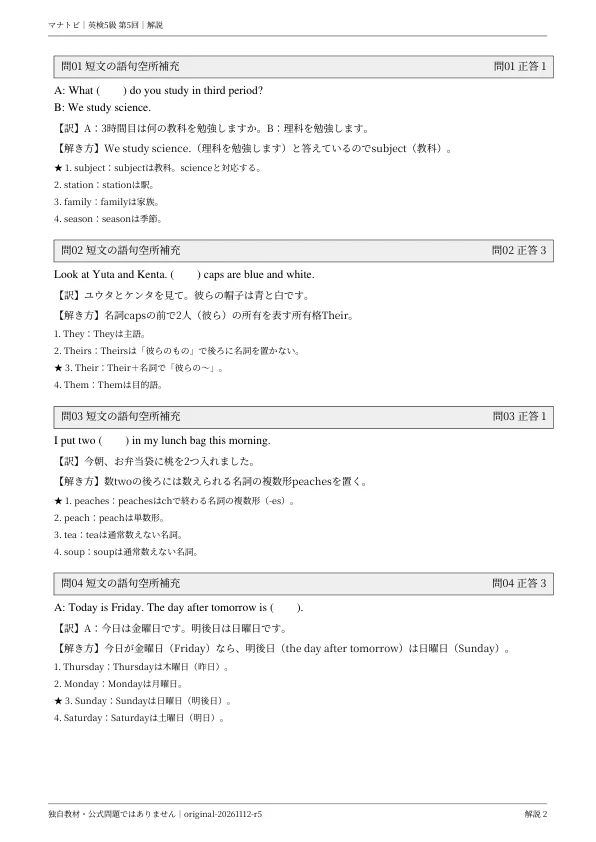 マナトビ｜英検5級 第5回｜解説
問01 短文の語句空所補充 問01 正答 1
A: What (　　) do you study in third period?
B: We study science.
【訳】A：3時間目は何の教科を勉強しますか。B：理科を勉強します。
【解き方】We study science.（理科を勉強します）と答えているのでsubject（教科）。
★ 1. subject：subjectは教科。scienceと対応する。
2. station：stationは駅。
3. family：familyは家族。
4. season：seasonは季節。
問02 短文の語句空所補充 問02 正答 3
Look at Yuta and Kenta. (　　) caps are blue and white.
【訳】ユウタとケンタを見て。彼らの帽子は青と白です。
【解き方】名詞capsの前で2人（彼ら）の所有を表す所有格Their。
1. They：Theyは主語。
2. Theirs：Theirsは「彼らのもの」で後ろに名詞を置かない。
★ 3. Their：Their＋名詞で「彼らの〜」。
4. Them：Themは目的語。
問03 短文の語句空所補充 問03 正答 1
I put two (　　) in my lunch bag this morning.
【訳】今朝、お弁当袋に桃を2つ入れました。
【解き方】数twoの後ろには数えられる名詞の複数形peachesを置く。
★ 1. peaches：peachesはchで終わる名詞の複数形（-es）。
2. peach：peachは単数形。
3. tea：teaは通常数えない名詞。
4. soup：soupは通常数えない名詞。
問04 短文の語句空所補充 問04 正答 3
A: Today is Friday. The day after tomorrow is (　　).
【訳】A：今日は金曜日です。明後日は日曜日です。
【解き方】今日が金曜日（Friday）なら、明後日（the day after tomorrow）は日曜日（Sunday）。
1. Thursday：Thursdayは木曜日（昨日）。
2. Monday：Mondayは月曜日。
★ 3. Sunday：Sundayは日曜日（明後日）。
4. Saturday：Saturdayは土曜日（明日）。
独自教材・公式問題ではありません｜original-20261112-r5 解説 2